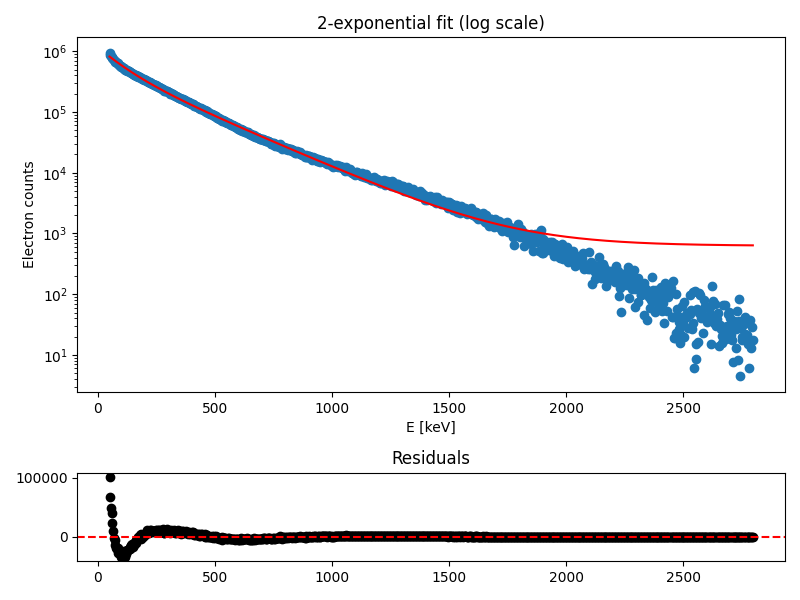 2-exponential fit (log scale)
10^6
10^5
10^4
10^3
10^2
10^1
Electron counts
0 500 1000 1500 2000 2500
E [keV]
Residuals
100000
0
0 500 1000 1500 2000 2500